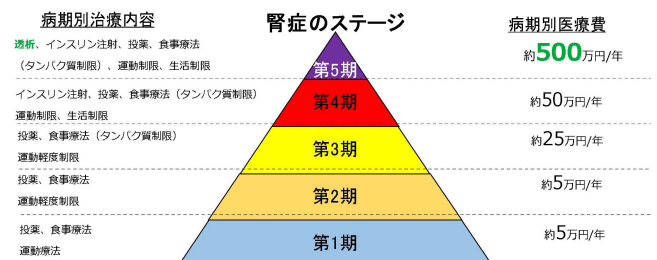 病期別治療内容
腎症のステージ
病期別医療費
透析、インスリン注射、投薬、食事療法
（タンパク質制限）、運動制限、生活制限
第5期
約500万円/年
インスリン注射、投薬、食事療法（タンパク質制限）
運動制限、生活制限
第4期
約50万円/年
投薬、食事療法（タンパク質制限）
運動軽度制限
第3期
約25万円/年
投薬、食事療法
運動軽度制限
第2期
約5万円/年
投薬、食事療法
運動療法
第1期
約5万円/年